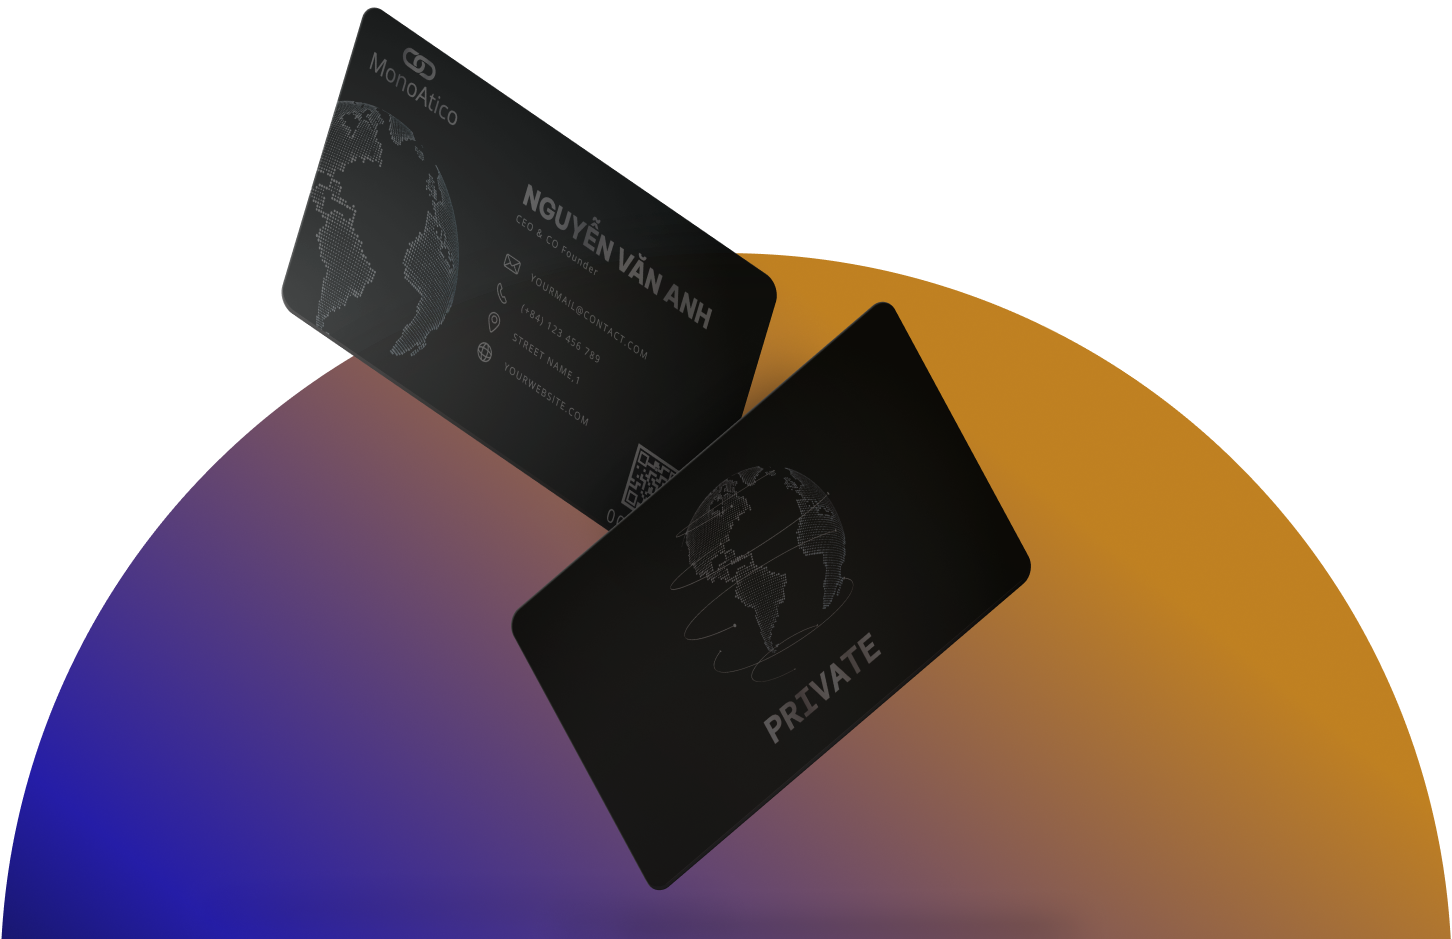 MonoAtico
NGUYỄN VĂN ANH
CEO & CO Founder
YOURMAIL@CONTACT.COM
(+84) 123 456 789
STREET NAME,1
YOURWEBSITE.COM
PRIVATE